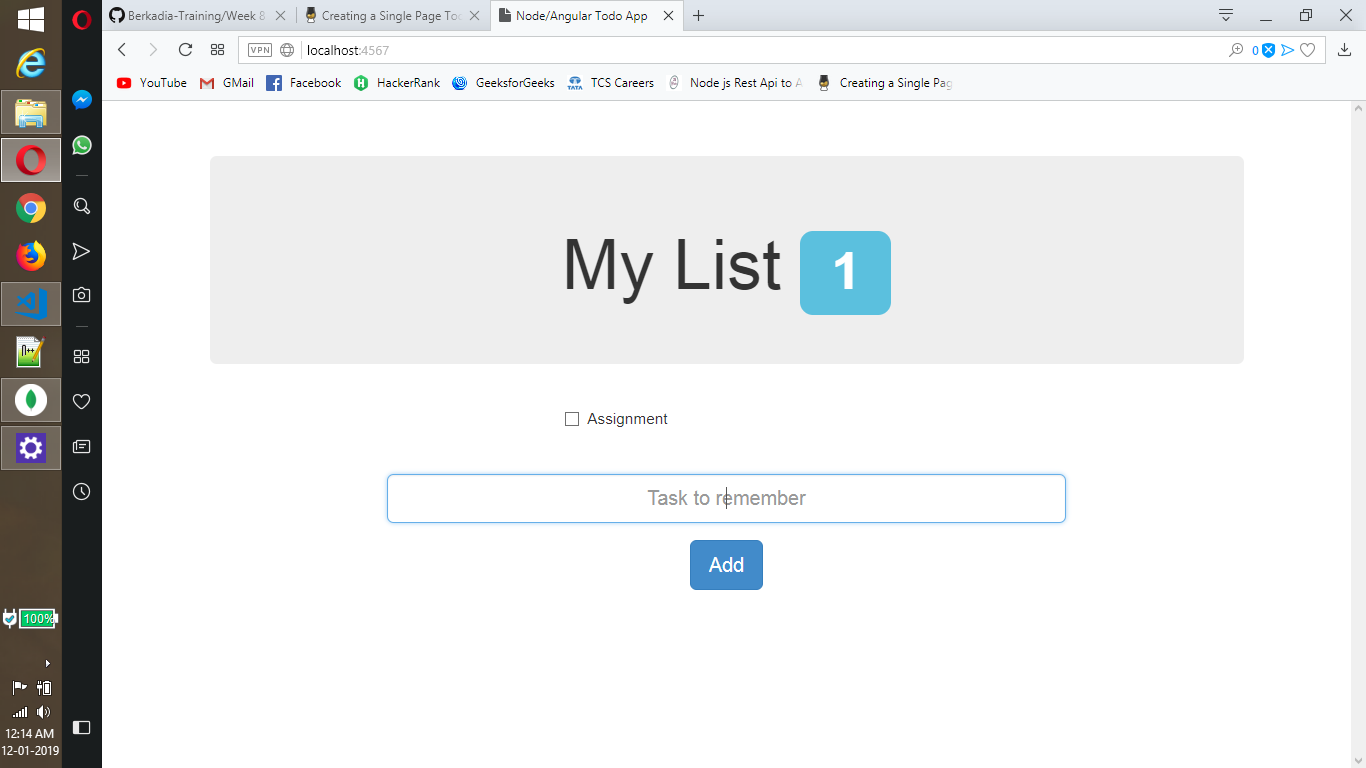 Berkadia-Training/Week 8
Creating a Single Page Too
Node/Angular Todo App
VPN
localhost:4567
0
YouTube
GMail
Facebook
HackerRank
GeeksforGeeks
TATA
TCS Careers
Node js Rest Api to A
Creating a Single Pag
My List 1
Assignment
Task to remember
Add
100%
12:14 AM
12-01-2019